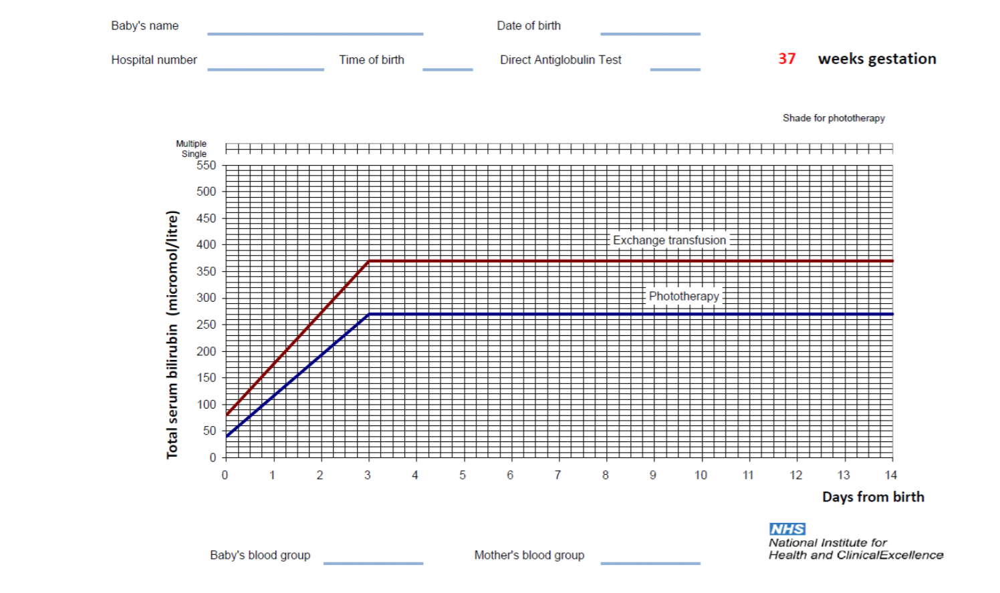 Baby's name Date of birth
Hospital number Time of birth Direct Antiglobulin Test 37 weeks gestation
Shade for phototherapy
Multiple
Single
550
500
450
400
350
300
250
200
150
100
50
0
Total serum bilirubin (micromol/litre)
Exchange transfusion
Phototherapy
0 1 2 3 4 5 6 7 8 9 10 11 12 13 14
Days from birth
NHS
National Institute for
Health and ClinicalExcellence
Baby's blood group Mother's blood group